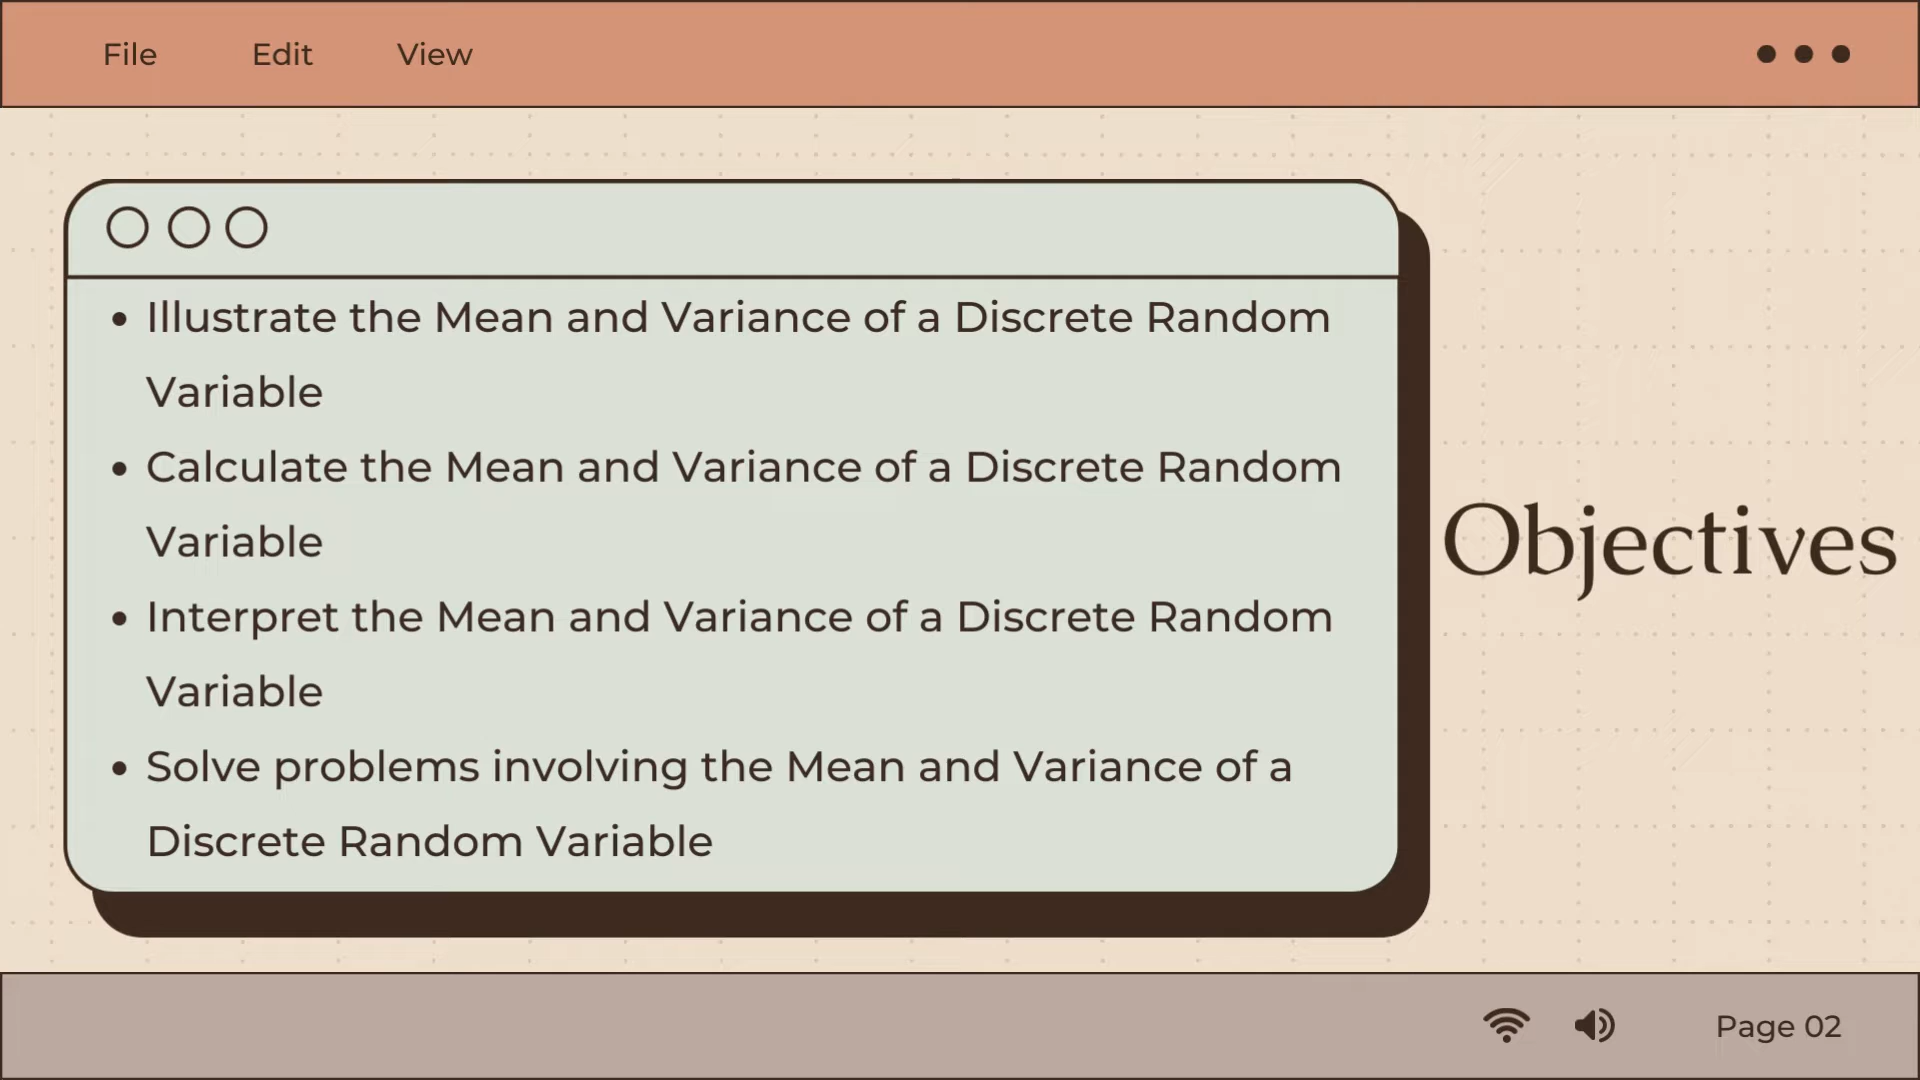 File Edit View
• Illustrate the Mean and Variance of a Discrete Random
Variable
• Calculate the Mean and Variance of a Discrete Random
Variable
• Interpret the Mean and Variance of a Discrete Random
Variable
• Solve problems involving the Mean and Variance of a
Discrete Random Variable
Objectives
Page 02